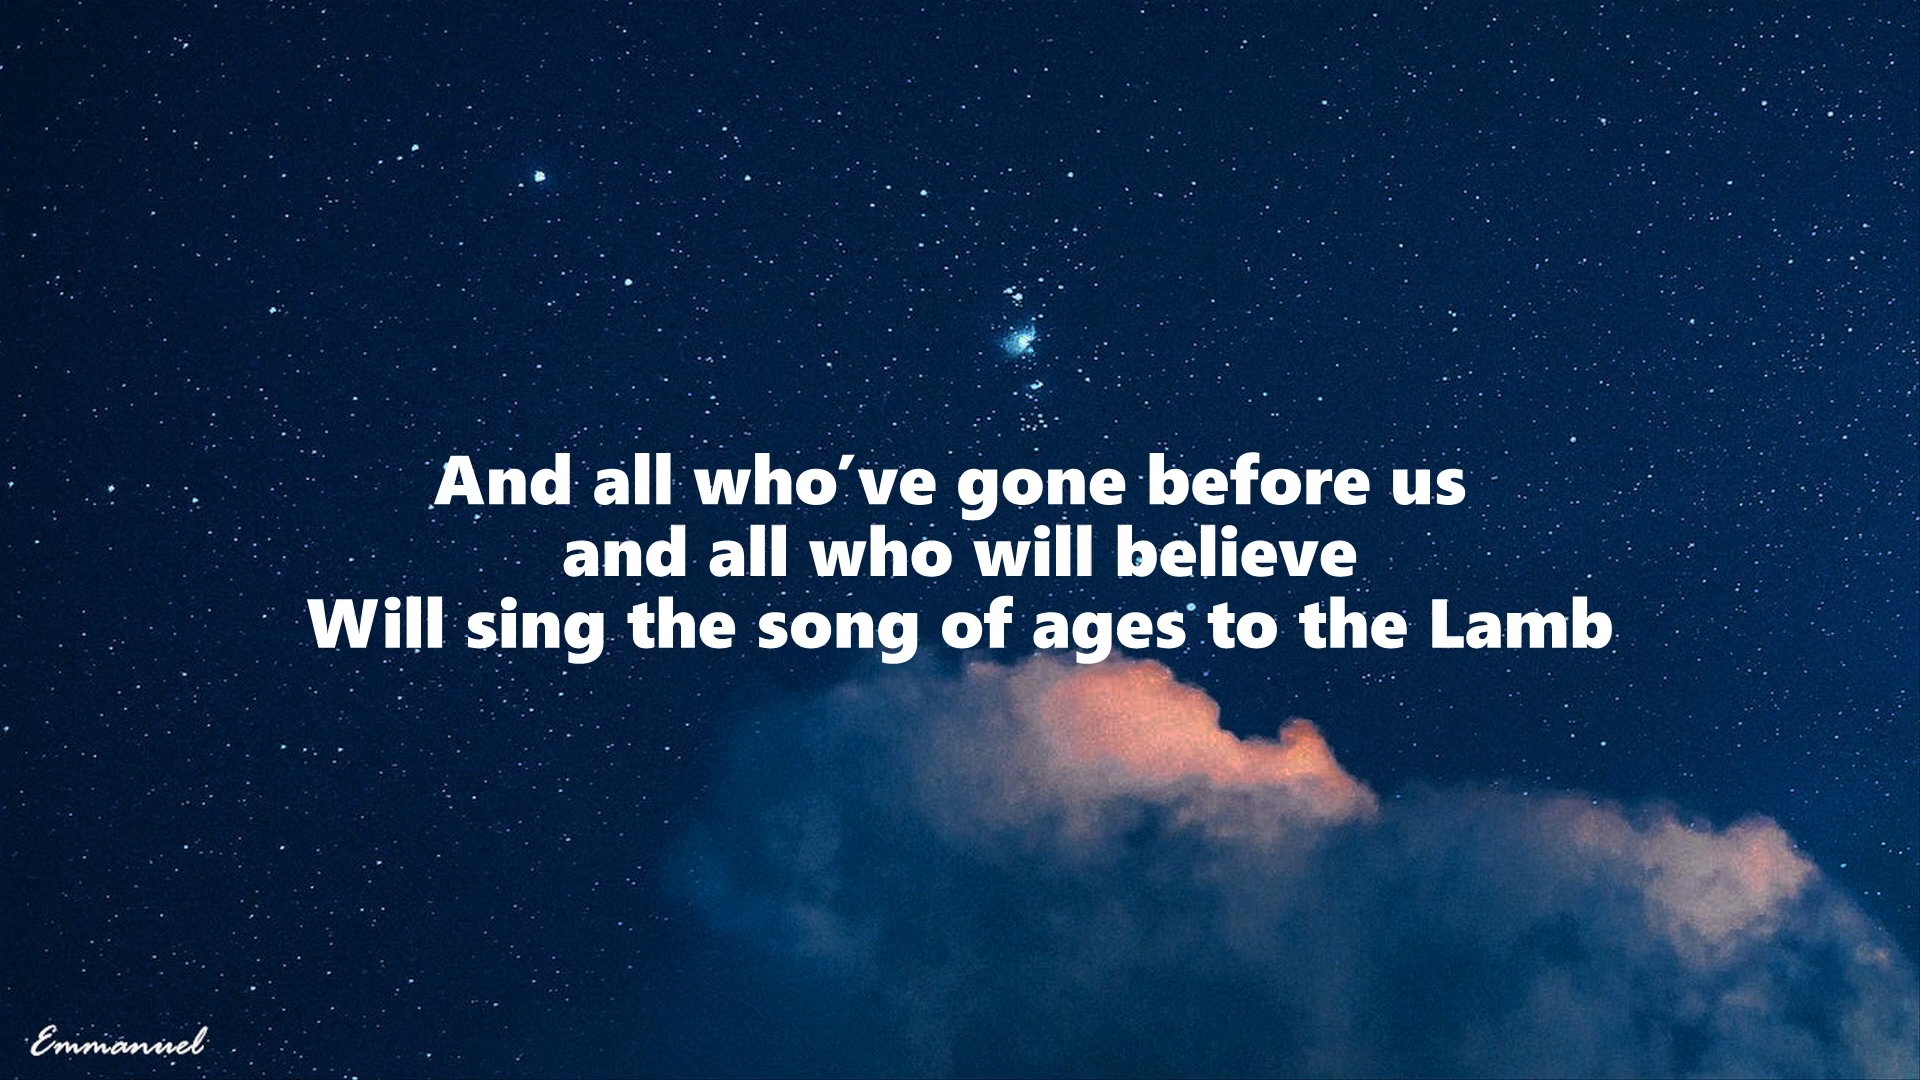 And all who’ve gone before us
and all who will believe
Will sing the song of ages to the Lamb
Emmanuel